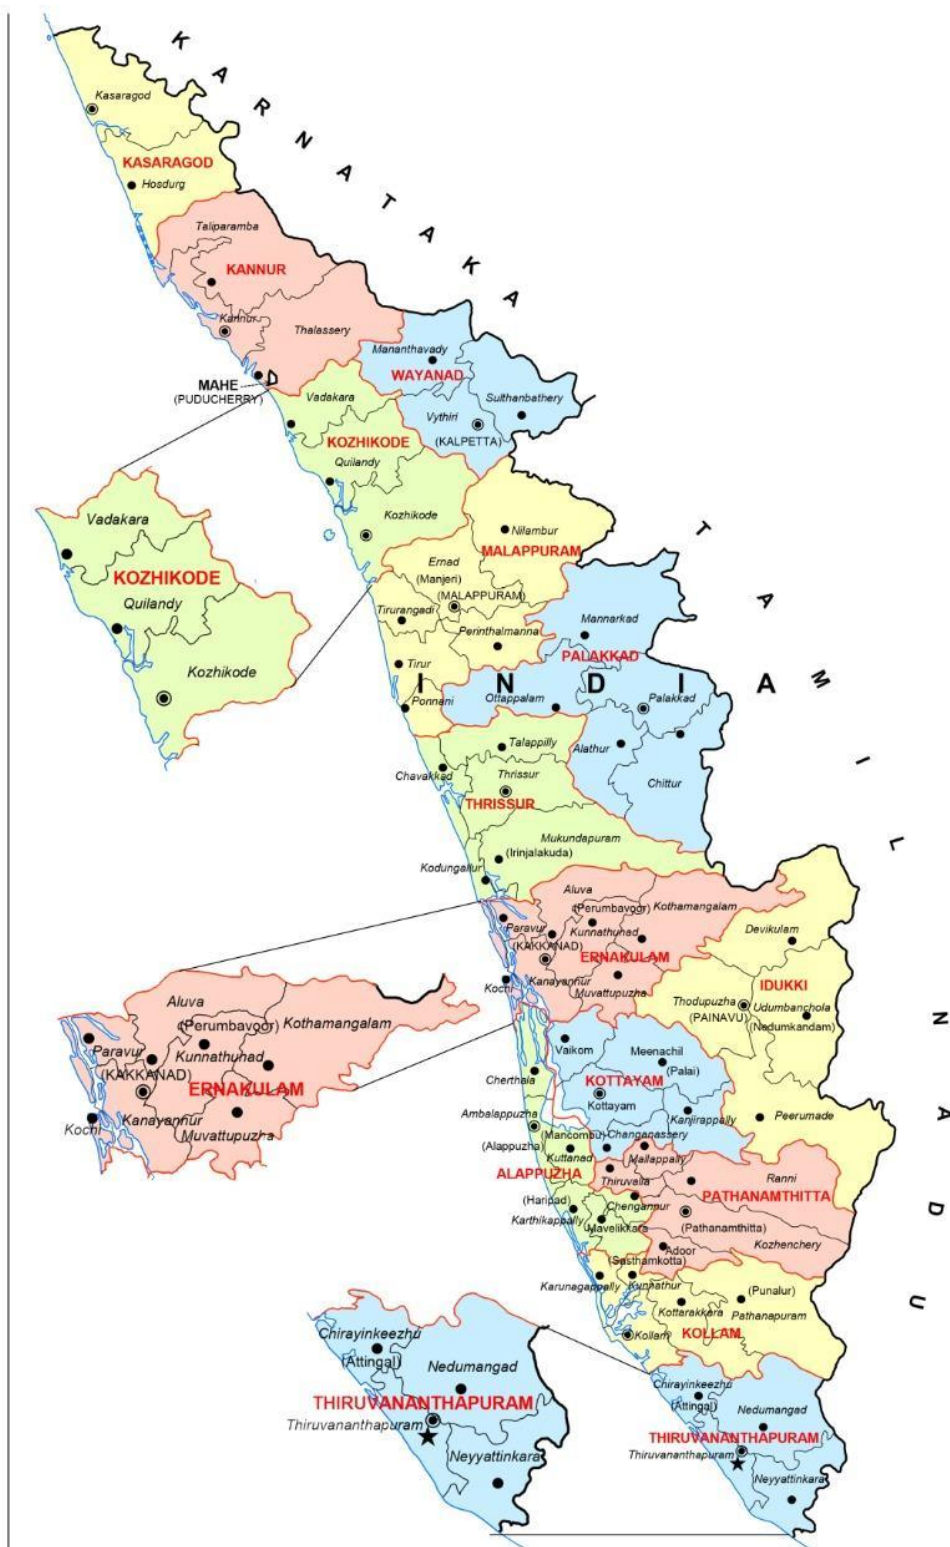 KARNATAKA
Kasaragod
KASARAGOD
Hosdurg
Taliparamba
KANNUR
Kannur
Thalassery
MAHE
(PUDUCHERRY)
Mananthavady
WAYANAD
Sulthanbathery
Vythiri
(KALPETTA)
Vadakara
KOZHIKODE
Quilandy
Kozhikode
Vadakara
KOZHIKODE
Quilandy
Kozhikode
TAMIL NADU
Nilambur
MALAPPURAM
Ernad
(Manjeri)
(MALAPPURAM)
Tirurangadi
Perinthalmanna
Tirur
Ponnani
INDIA
Mannarkad
PALAKKAD
Ottappalam
Palakkad
Alathur
Chittur
Talappilly
Chavakkad
Thrissur
THRISSUR
Mukundapuram
(Irinjalakuda)
Kodungallur
Aluva
Kothamangalam
(Perumbavoor)
Paravur
Kunnathunad
(KAKKANAD)
ERNAKULAM
Kochi
Kanayannur
Muvattupuzha
Aluva
Kothamangalam
(Perumbavoor)
Paravur
Kunnathunad
(KAKKANAD)
ERNAKULAM
Kochi
Kanayannur
Muvattupuzha
Devikulam
IDUKKI
Thodupuzha
(PAINAVU)
Udumbanchola
(Nedumkandam)
Peerumade
Vaikom
Meenachil
(Palai)
KOTTAYAM
Kottayam
Kanjirappally
Changanassery
Cherthala
Ambalappuzha
(Alappuzha)
(Mancombu)
Kuttanad
ALAPPUZHA
(Haripad)
Karthikappally
Chengannur
Mavelikkara
Mallappally
Thiruvalla
Ranni
PATHANAMTHITTA
(Pathanamthitta)
Kozhenchery
Adoor
(Sasthamkotta)
Karunagappally
Kunnathur
(Punalur)
Kottarakkara
Pathanapuram
KOLLAM
Kollam
Chirayinkeezhu
(Attingal)
Nedumangad
THIRUVANANTHAPURAM
Thiruvananthapuram
Neyyattinkara
Chirayinkeezhu
(Attingal)
Nedumangad
THIRUVANANTHAPURAM
Thiruvananthapuram
Neyyattinkara